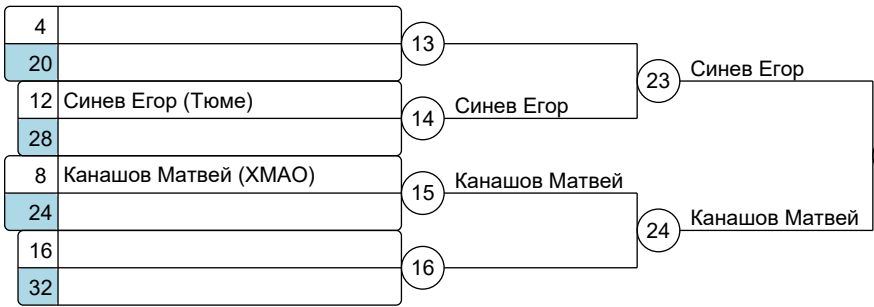 4
13
20
23 Синев Егор
12 Синев Егор (Тюме)
14 Синев Егор
28
8 Канашов Матвей (ХМАО)
15 Канашов Матвей
24
24 Канашов Матвей
16
16
32